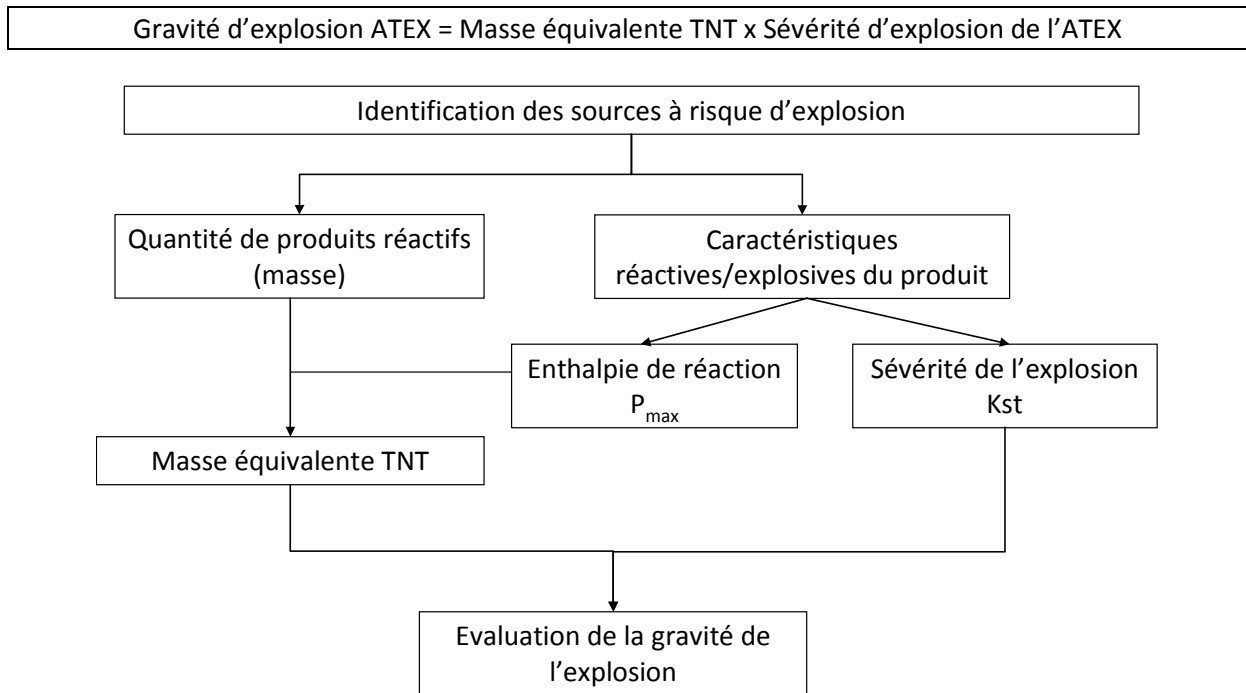 Gravité d’explosion ATEX = Masse équivalente TNT x Sévérité d’explosion de l’ATEX
Identification des sources à risque d’explosion
Quantité de produits réactifs
(masse)
Caractéristiques
réactives/explosives du produit
Enthalpie de réaction
Pmax
Sévérité de l’explosion
Kst
Masse équivalente TNT
Evaluation de la gravité de
l’explosion